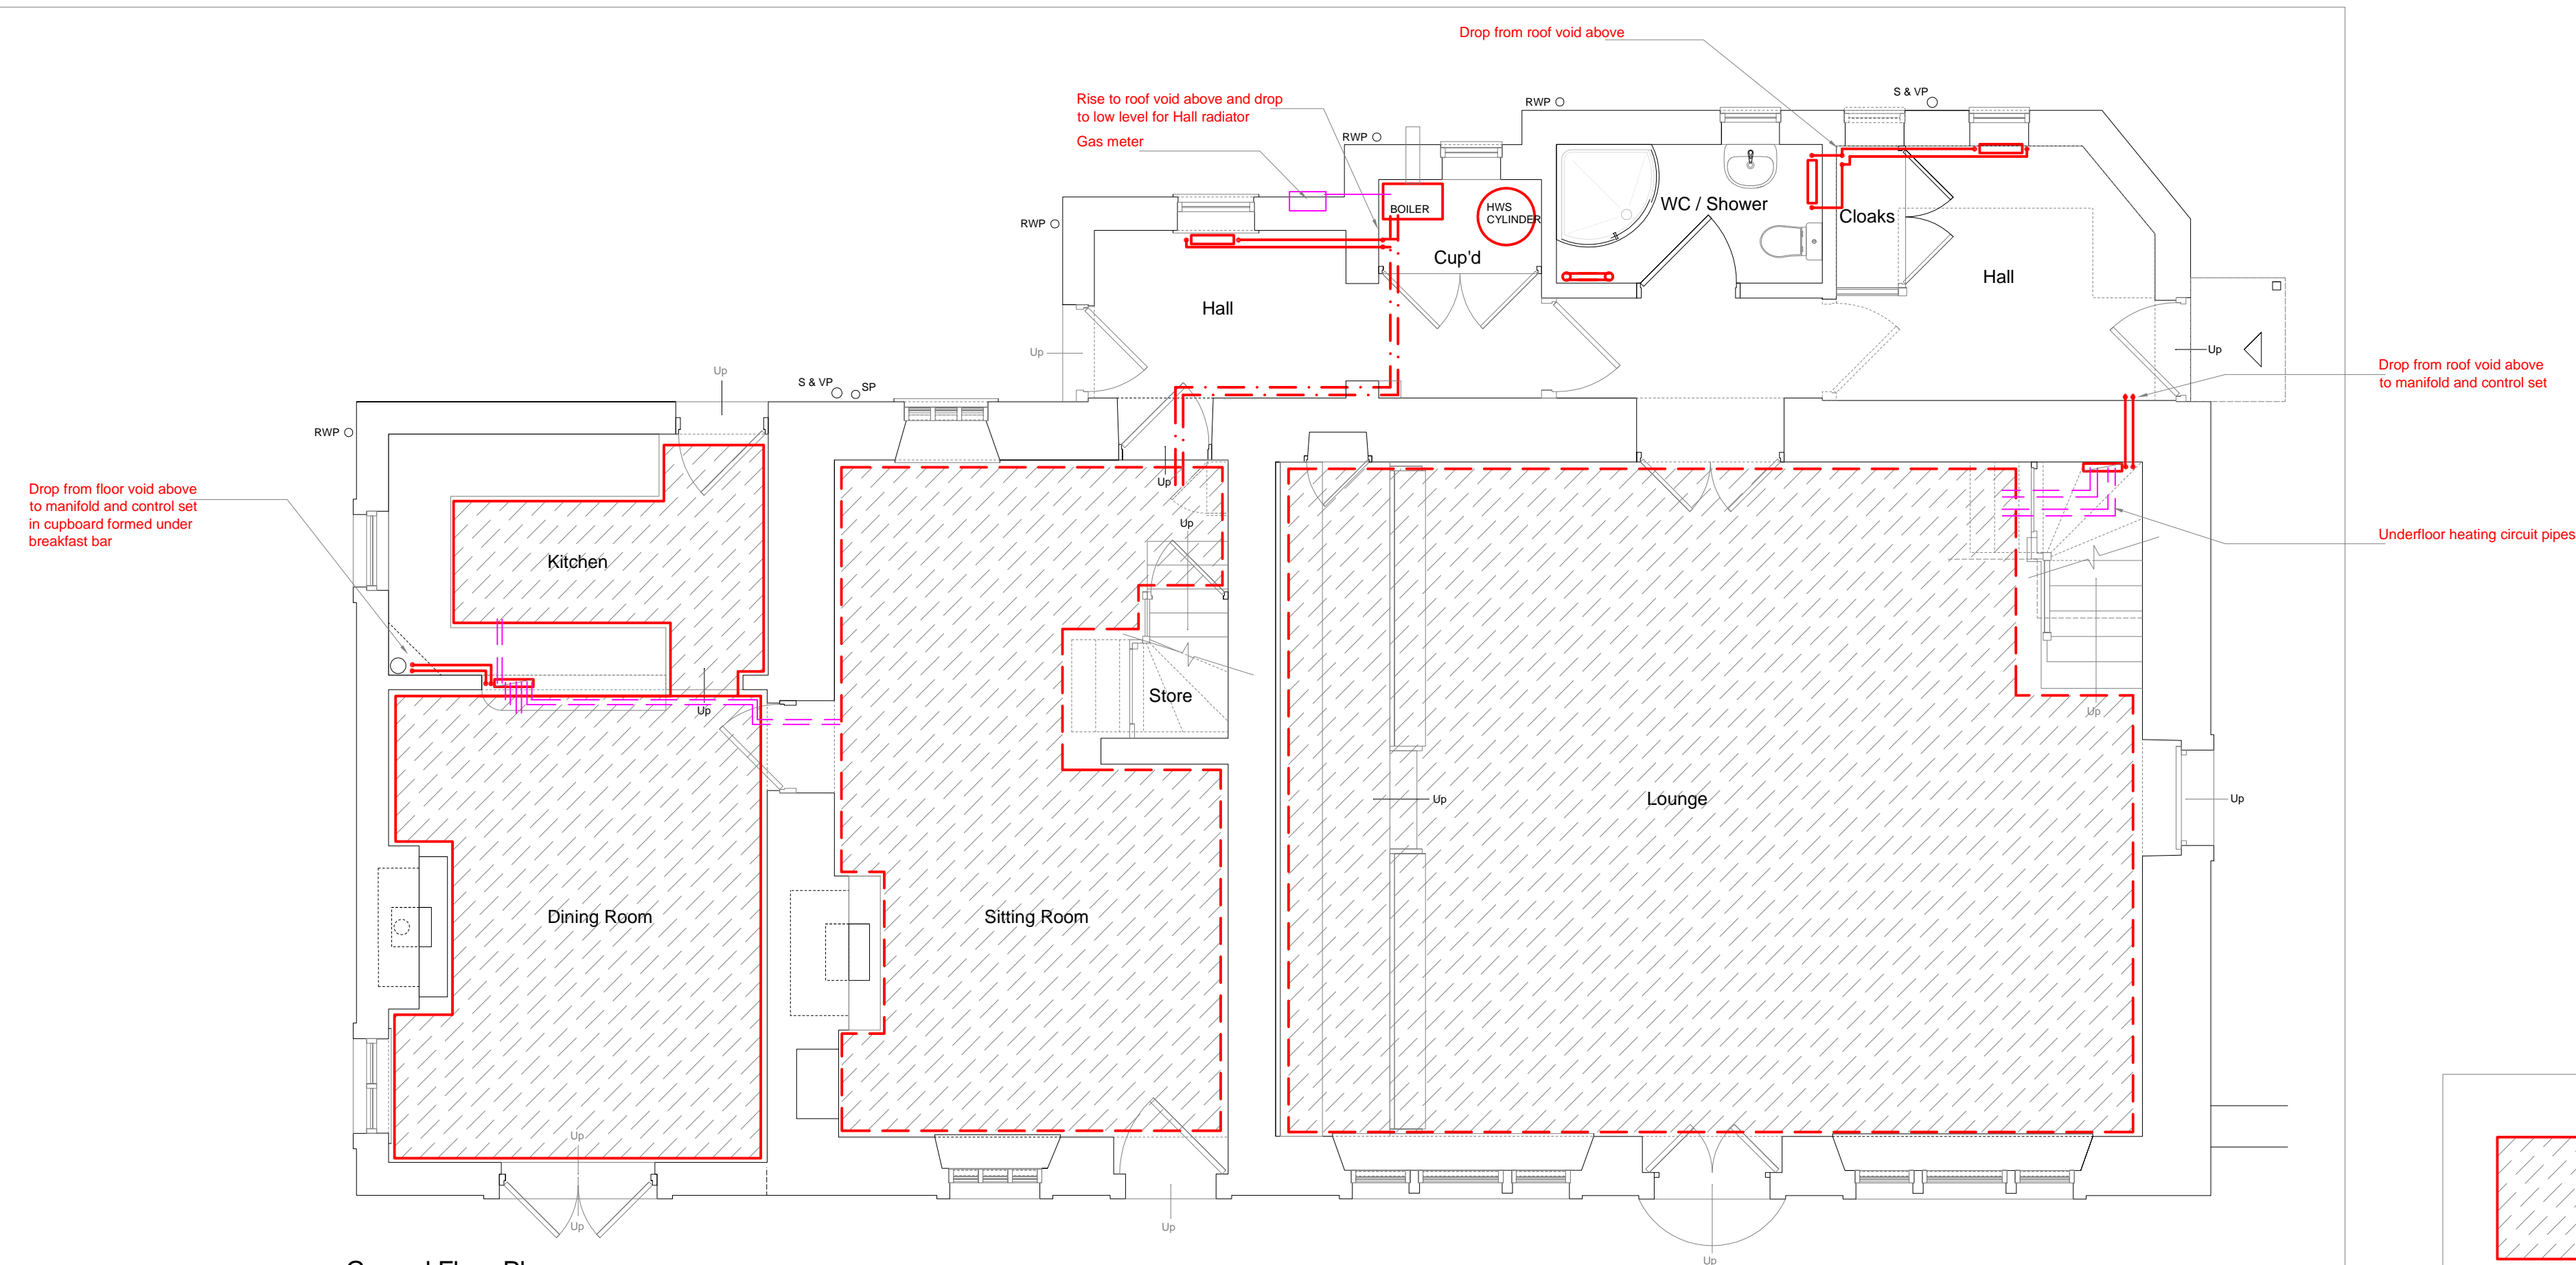 Drop from roof void above
Rise to roof void above and drop
to low level for Hall radiator
Gas meter
RWP
S & VP
RWP
BOILER
HWS
CYLINDER
WC / Shower
Cloaks
Cup'd
RWP
Hall
Hall
Up
Up
Drop from roof void above
to manifold and control set
Up
S & VP
SP
RWP
Up
Up
Drop from floor void above
to manifold and control set
in cupboard formed under
breakfast bar
Kitchen
Underfloor heating circuit pipes
Store
Up
Up
Up
Up
Lounge
Dining Room
Sitting Room
Up
Up
Up
Up